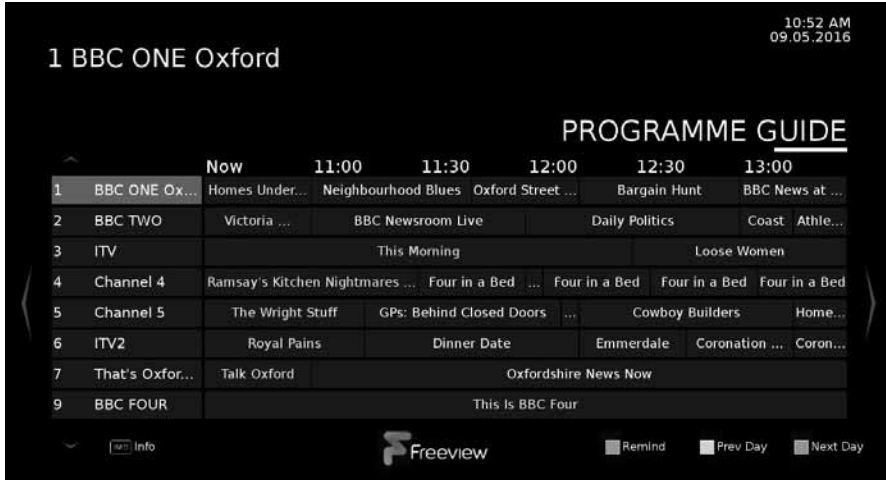 10:52 AM
09.05.2016
1 BBC ONE Oxford
PROGRAMME GUIDE
Now 11:00 11:30 12:00 12:30 13:00
1 BBC ONE Ox... Homes Under... Neighbourhood Blues Oxford Street ... Bargain Hunt BBC News at ...
2 BBC TWO Victoria ... BBC Newsroom Live Daily Politics Coast Athle...
3 ITV This Morning Loose Women
4 Channel 4 Ramsay's Kitchen Nightmares ... Four in a Bed ... Four in a Bed Four in a Bed Four in a Bed
5 Channel 5 The Wright Stuff GPs: Behind Closed Doors ... Cowboy Builders Home...
6 ITV2 Royal Pains Dinner Date Emmerdale Coronation ... Coron...
7 That's Oxfor... Talk Oxford Oxfordshire News Now
9 BBC FOUR This Is BBC Four
Info Freeview Remind Prev Day Next Day